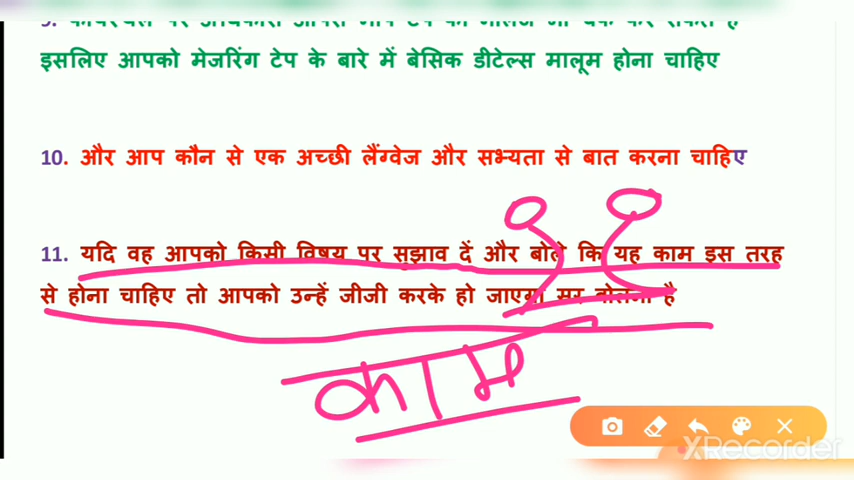 इसलिए आपको मेजरिंग टेप के बारे में बेसिक डीटेल्स मालूम होना चाहिए
10. और आप कौन से एक अच्छी लैंग्वेज और सभ्यता से बात करना चाहिए
11. यदि वह आपको किसी विषय पर सुझाव दें और बोले कि यह काम इस तरह
से होना चाहिए तो आपको उन्हें जीजी करके हो जाएगा सर बोलना है
काम
XRecorder